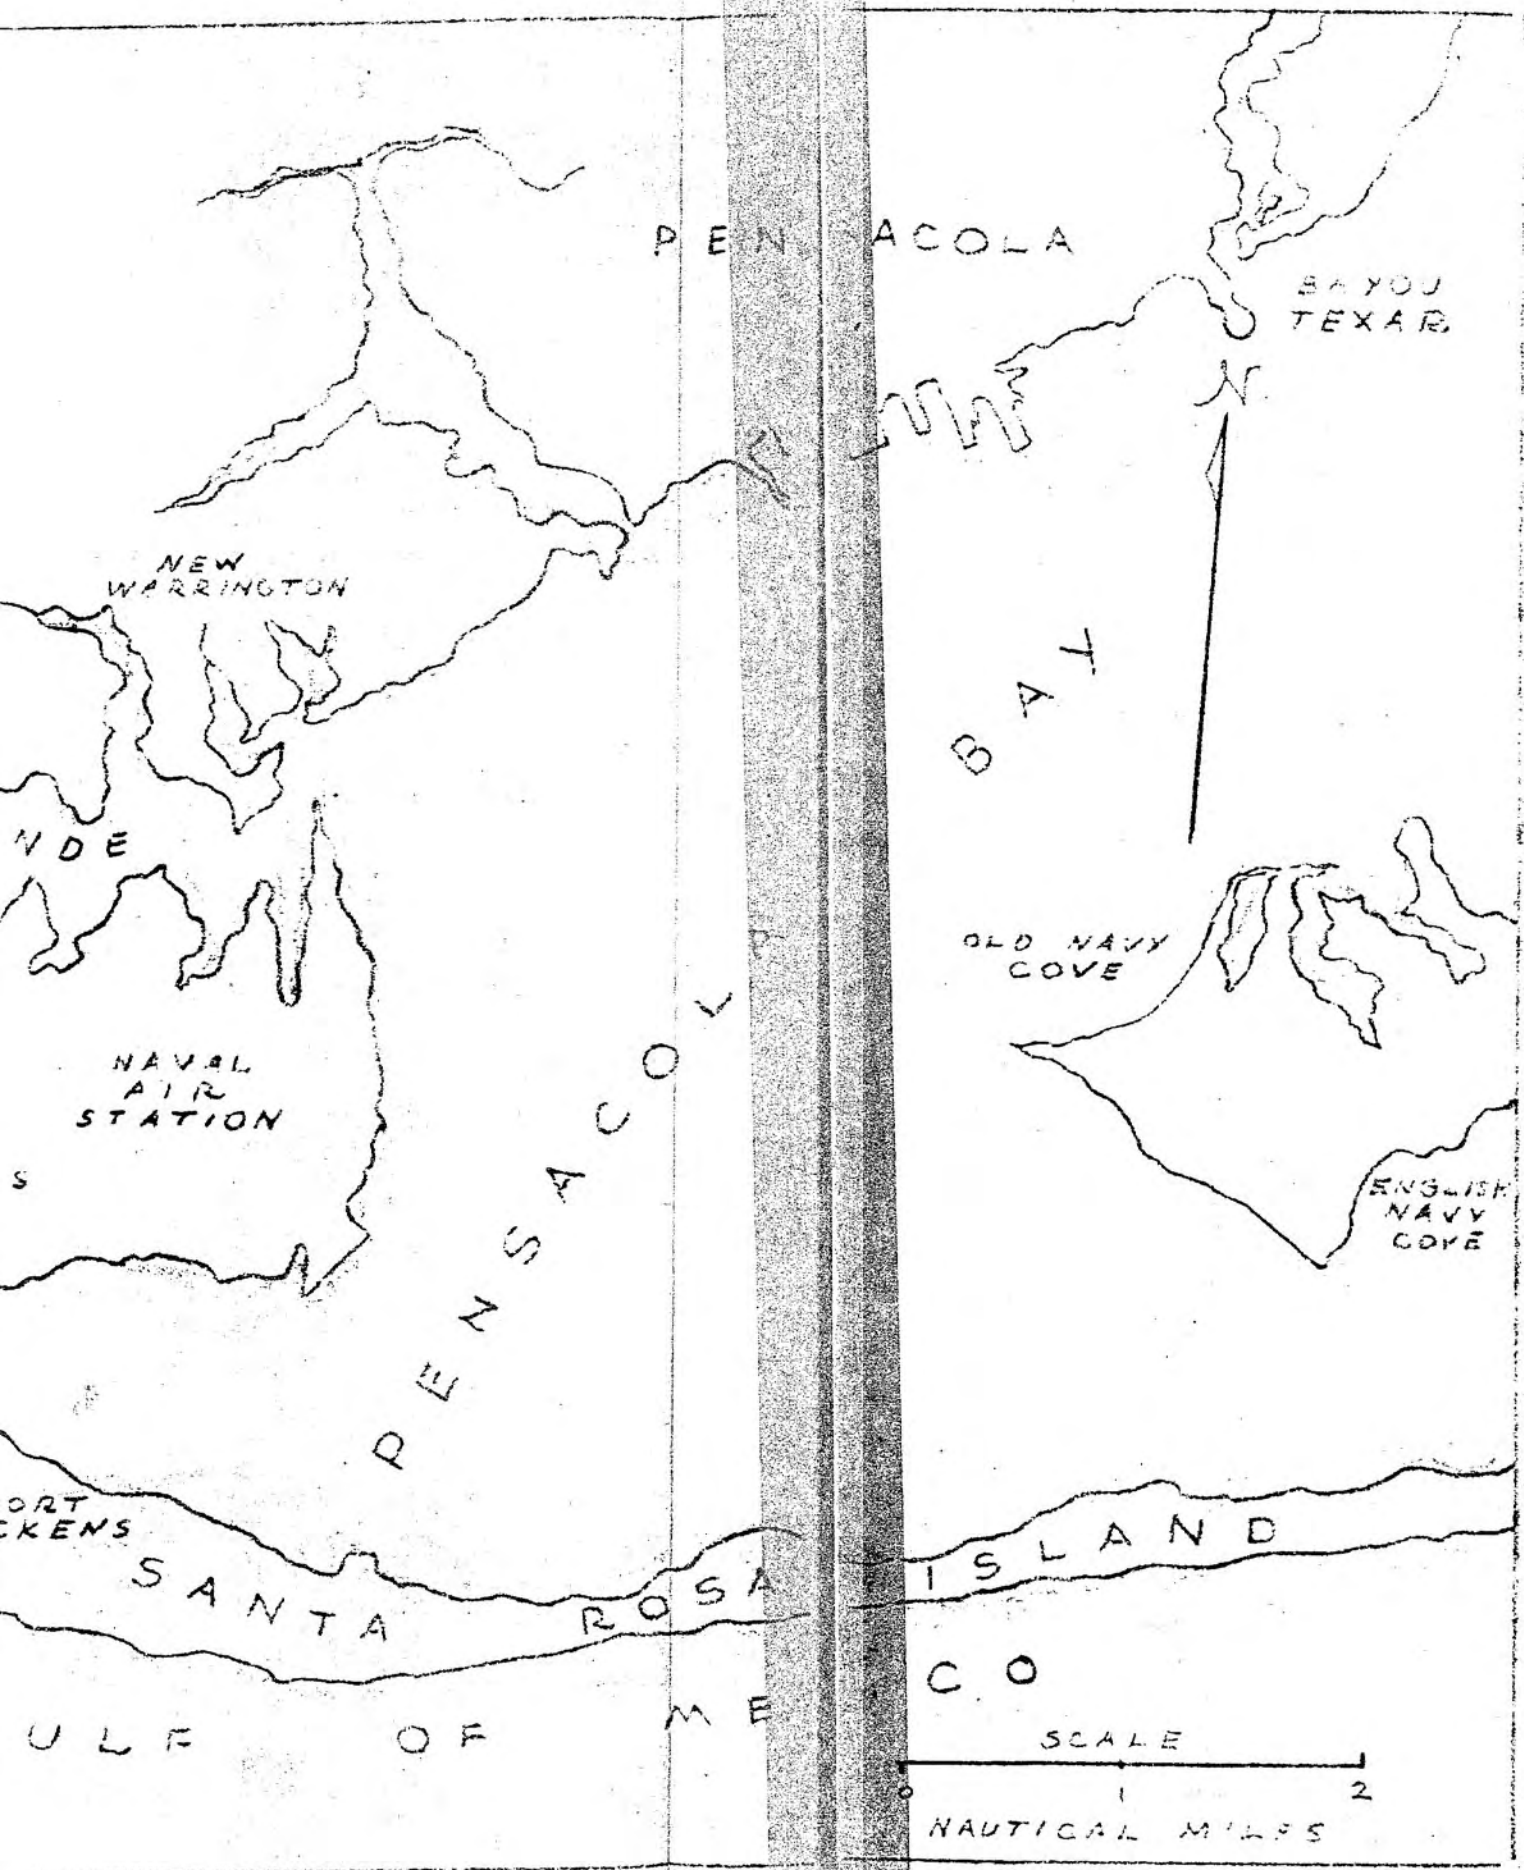 PEN ACOLA
BAYOU
TEXAR
N
NEW
WARRINGTON
BAY
NDE
OLD NAVY
COVE
NAVAL
AIR
STATION
S
PENSACOLA
ENGLISH
NAVY
COVE
ORT
CKENS
SANTA ROSA ISLAND
ULF OF ME CO
SCALE
0 1 2
NAUTICAL MILES